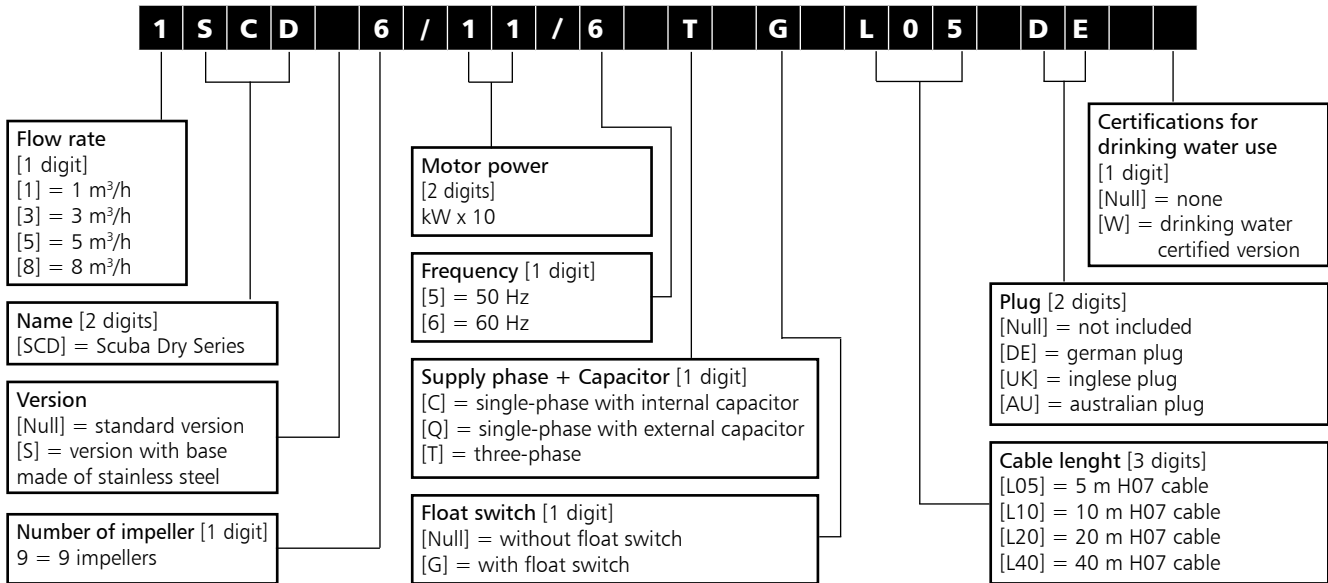 1 S C D 6 / 1 1 / 6 T G L 0 5 D E
Flow rate
[1 digit]
[1] = 1 m³/h
[3] = 3 m³/h
[5] = 5 m³/h
[8] = 8 m³/h
Name [2 digits]
[SCD] = Scuba Dry Series
Version
[Null] = standard version
[S] = version with base
made of stainless steel
Number of impeller [1 digit]
9 = 9 impellers
Motor power
[2 digits]
kW x 10
Frequency [1 digit]
[5] = 50 Hz
[6] = 60 Hz
Supply phase + Capacitor [1 digit]
[C] = single-phase with internal capacitor
[Q] = single-phase with external capacitor
[T] = three-phase
Float switch [1 digit]
[Null] = without float switch
[G] = with float switch
Certifications for
drinking water use
[1 digit]
[Null] = none
[W] = drinking water
certified version
Plug [2 digits]
[Null] = not included
[DE] = german plug
[UK] = inglese plug
[AU] = australian plug
Cable lenght [3 digits]
[L05] = 5 m H07 cable
[L10] = 10 m H07 cable
[L20] = 20 m H07 cable
[L40] = 40 m H07 cable